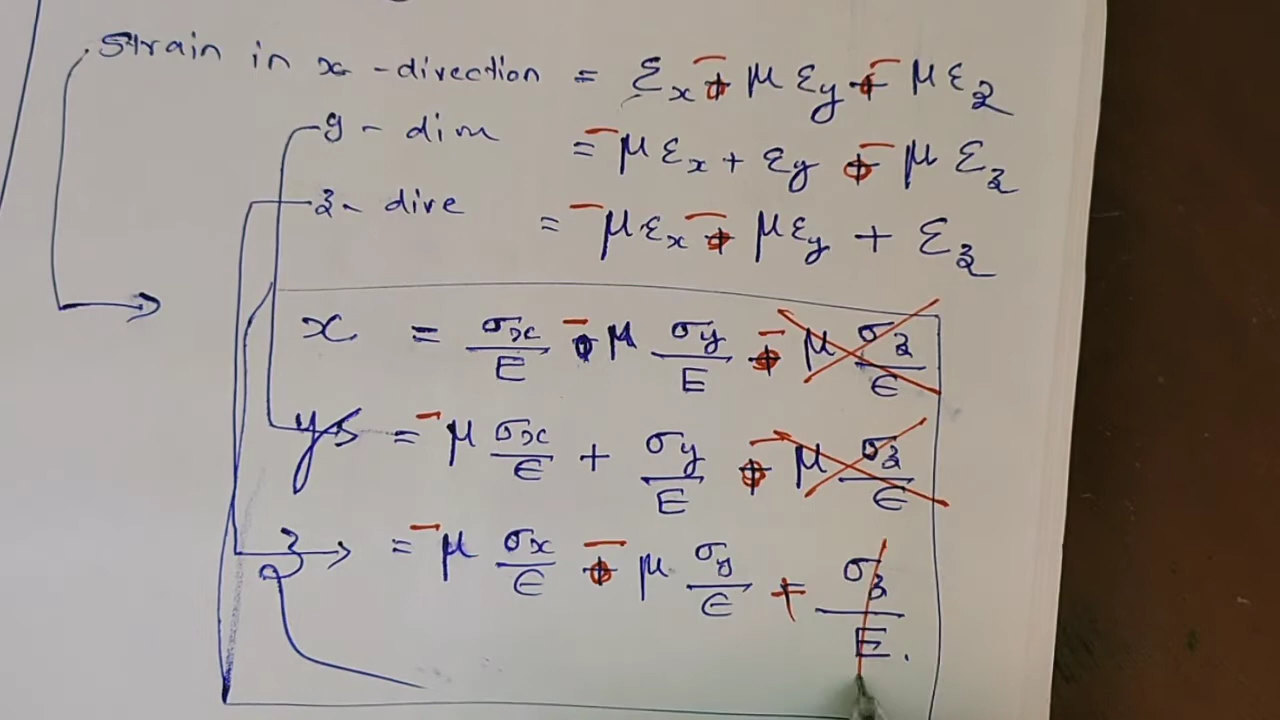 Strain in x-direction = εx - μ εy - μ εz
y - dirn = - μ εx + εy - μ εz
z - dire = - μ εx - μ εy + εz
x = σx/E - μ σy/E - μ σz/E
y = - μ σx/E + σy/E - μ σz/E
z = - μ σx/E - μ σy/E + σz/E.